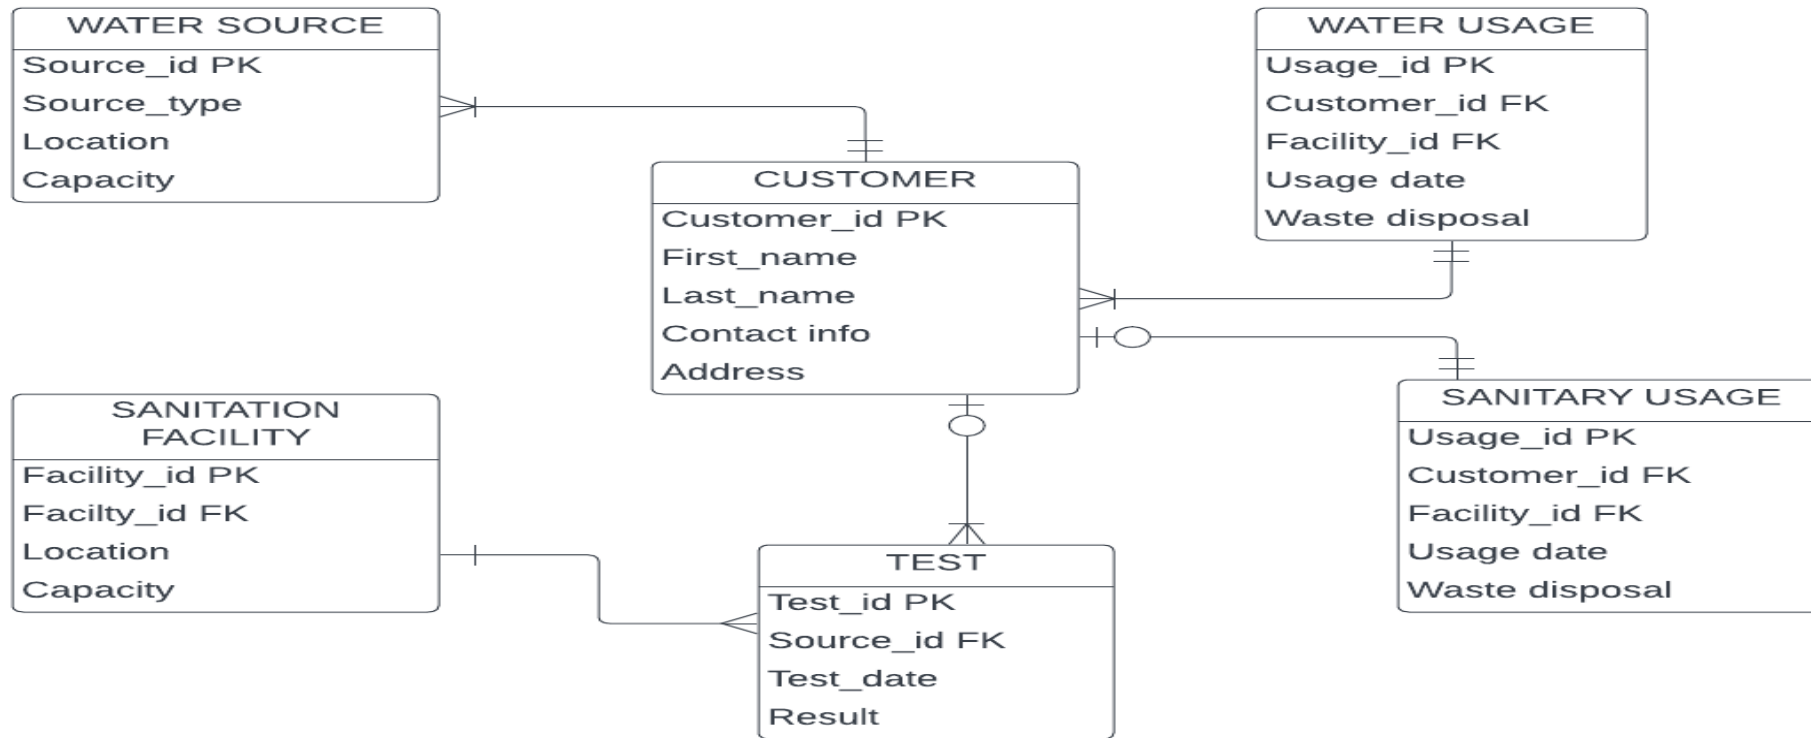 WATER SOURCE
Source_id PK
Source_type
Location
Capacity
WATER USAGE
Usage_id PK
Customer_id FK
Facility_id FK
Usage date
Waste disposal
CUSTOMER
Customer_id PK
First_name
Last_name
Contact info
Address
SANITATION
FACILITY
Facility_id PK
Facilty_id FK
Location
Capacity
SANITARY USAGE
Usage_id PK
Customer_id FK
Facility_id FK
Usage date
Waste disposal
TEST
Test_id PK
Source_id FK
Test_date
Result